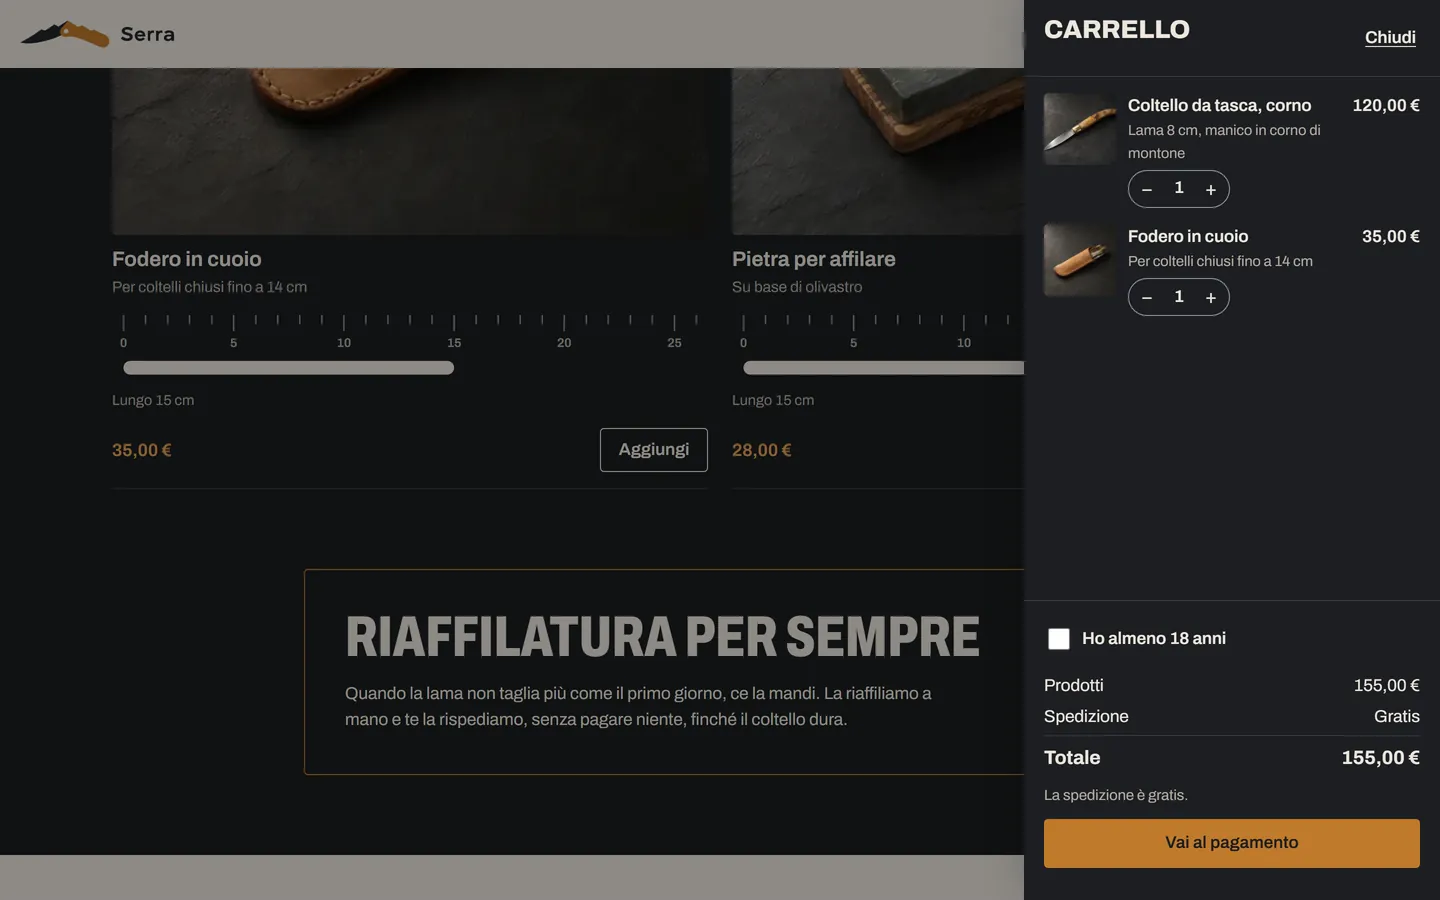 Serra
Fodero in cuoio
Per coltelli chiusi fino a 14 cm
0 5 10 15 20 25
Lungo 15 cm
35,00 €
Aggiungi
Pietra per affilare
Su base di olivastro
0 5 10
Lungo 15 cm
28,00 €
RIAFFILATURA PER SEMPRE
Quando la lama non taglia più come il primo giorno, ce la mandi. La riaffiliamo a
mano e te la rispediamo, senza pagare niente, finché il coltello dura.
CARRELLO
Chiudi
Coltello da tasca, corno
120,00 €
Lama 8 cm, manico in corno di
montone
− 1 +
Fodero in cuoio
35,00 €
Per coltelli chiusi fino a 14 cm
− 1 +
Ho almeno 18 anni
Prodotti 155,00 €
Spedizione Gratis
Totale 155,00 €
La spedizione è gratis.
Vai al pagamento